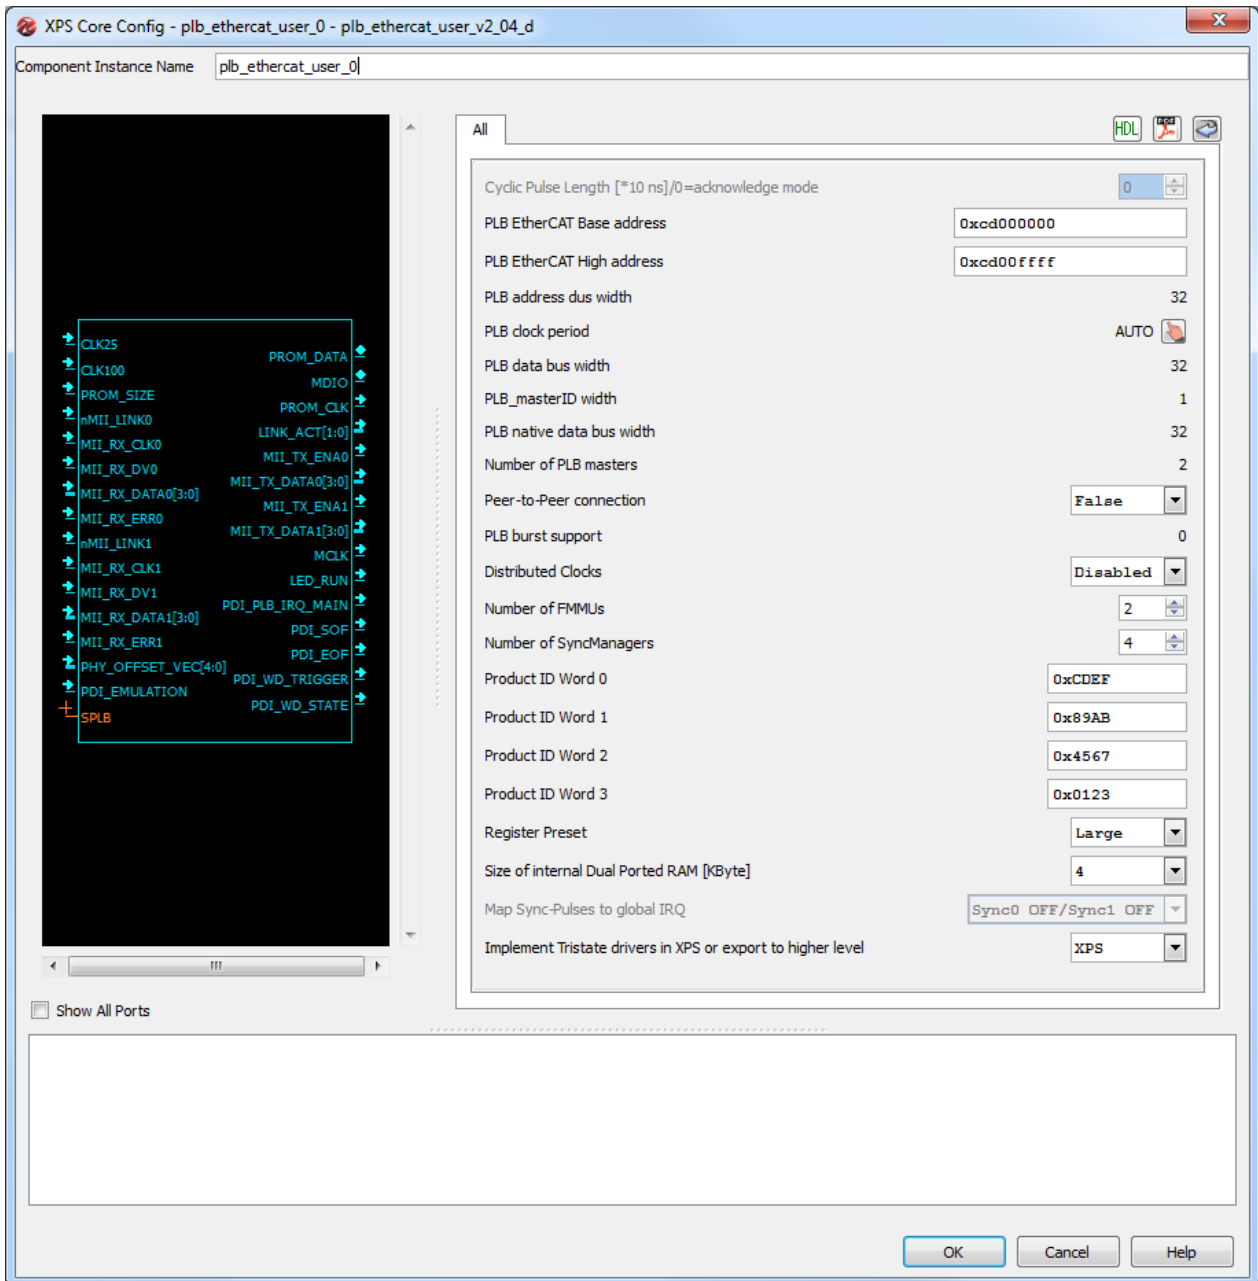 XPS Core Config - plb_ethercat_user_0 - plb_ethercat_user_v2_04_d
Component Instance Name plb_ethercat_user_0
All
HDL
PDF
Cyclic Pulse Length [*10 ns]/0=acknowledge mode 0
PLB EtherCAT Base address 0xcd000000
PLB EtherCAT High address 0xcd00ffff
PLB address dus width 32
PLB clock period AUTO
PLB data bus width 32
PLB_masterID width 1
PLB native data bus width 32
Number of PLB masters 2
Peer-to-Peer connection False
PLB burst support 0
Distributed Clocks Disabled
Number of FMMUs 2
Number of SyncManagers 4
Product ID Word 0 0xCDEF
Product ID Word 1 0x89AB
Product ID Word 2 0x4567
Product ID Word 3 0x0123
Register Preset Large
Size of internal Dual Ported RAM [KByte] 4
Map Sync-Pulses to global IRQ Sync0 OFF/Sync1 OFF
Implement Tristate drivers in XPS or export to higher level XPS
CLK25
CLK100
PROM_SIZE
nMII_LINK0
MII_RX_CLK0
MII_RX_DV0
MII_RX_DATA0[3:0]
MII_RX_ERR0
nMII_LINK1
MII_RX_CLK1
MII_RX_DV1
MII_RX_DATA1[3:0]
MII_RX_ERR1
PHY_OFFSET_VEC[4:0]
PDI_EMULATION
SPLB
PROM_DATA
MDIO
PROM_CLK
LINK_ACT[1:0]
MII_TX_ENA0
MII_TX_DATA0[3:0]
MII_TX_ENA1
MII_TX_DATA1[3:0]
MCLK
LED_RUN
PDI_PLB_IRQ_MAIN
PDI_SOF
PDI_EOF
PDI_WD_TRIGGER
PDI_WD_STATE
Show All Ports
OK Cancel Help